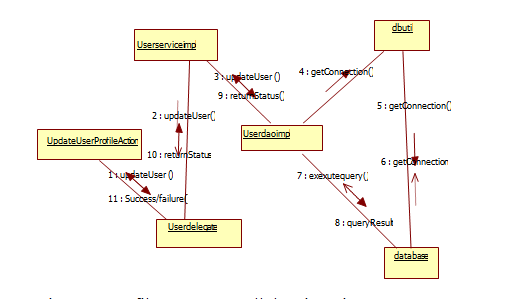 dbutil
Userserviceimp
4 : getConnection()
3 : updateUser ()
9 : returnStatus()
5 : getConnection()
2 : updateUser()
Userdaoimp
UpdateUserProfileAction
10 : returnStatus
6 : getConnection
1 : updateUser ()
7 : exexutequery()
11 : Success/failure()
8 : queryResult
Userdelegate
database